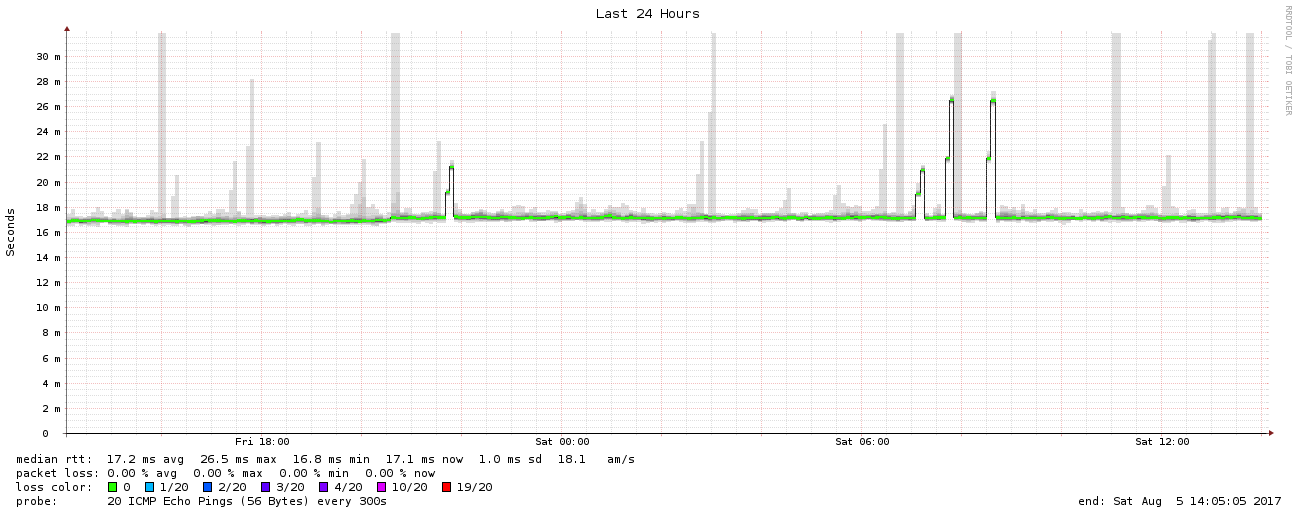 Last 24 Hours
RRDTOOL / TOBI OETIKER
Seconds
30 m
28 m
26 m
24 m
22 m
20 m
18 m
16 m
14 m
12 m
10 m
8 m
6 m
4 m
2 m
0
Fri 18:00 Sat 00:00 Sat 06:00 Sat 12:00
median rtt: 17.2 ms avg 26.5 ms max 16.8 ms min 17.1 ms now 1.0 ms sd 18.1 am/s
packet loss: 0.00 % avg 0.00 % max 0.00 % min 0.00 % now
loss color: 0 1/20 2/20 3/20 4/20 10/20 19/20
probe: 20 ICMP Echo Pings (56 Bytes) every 300s end: Sat Aug 5 14:05:05 2017